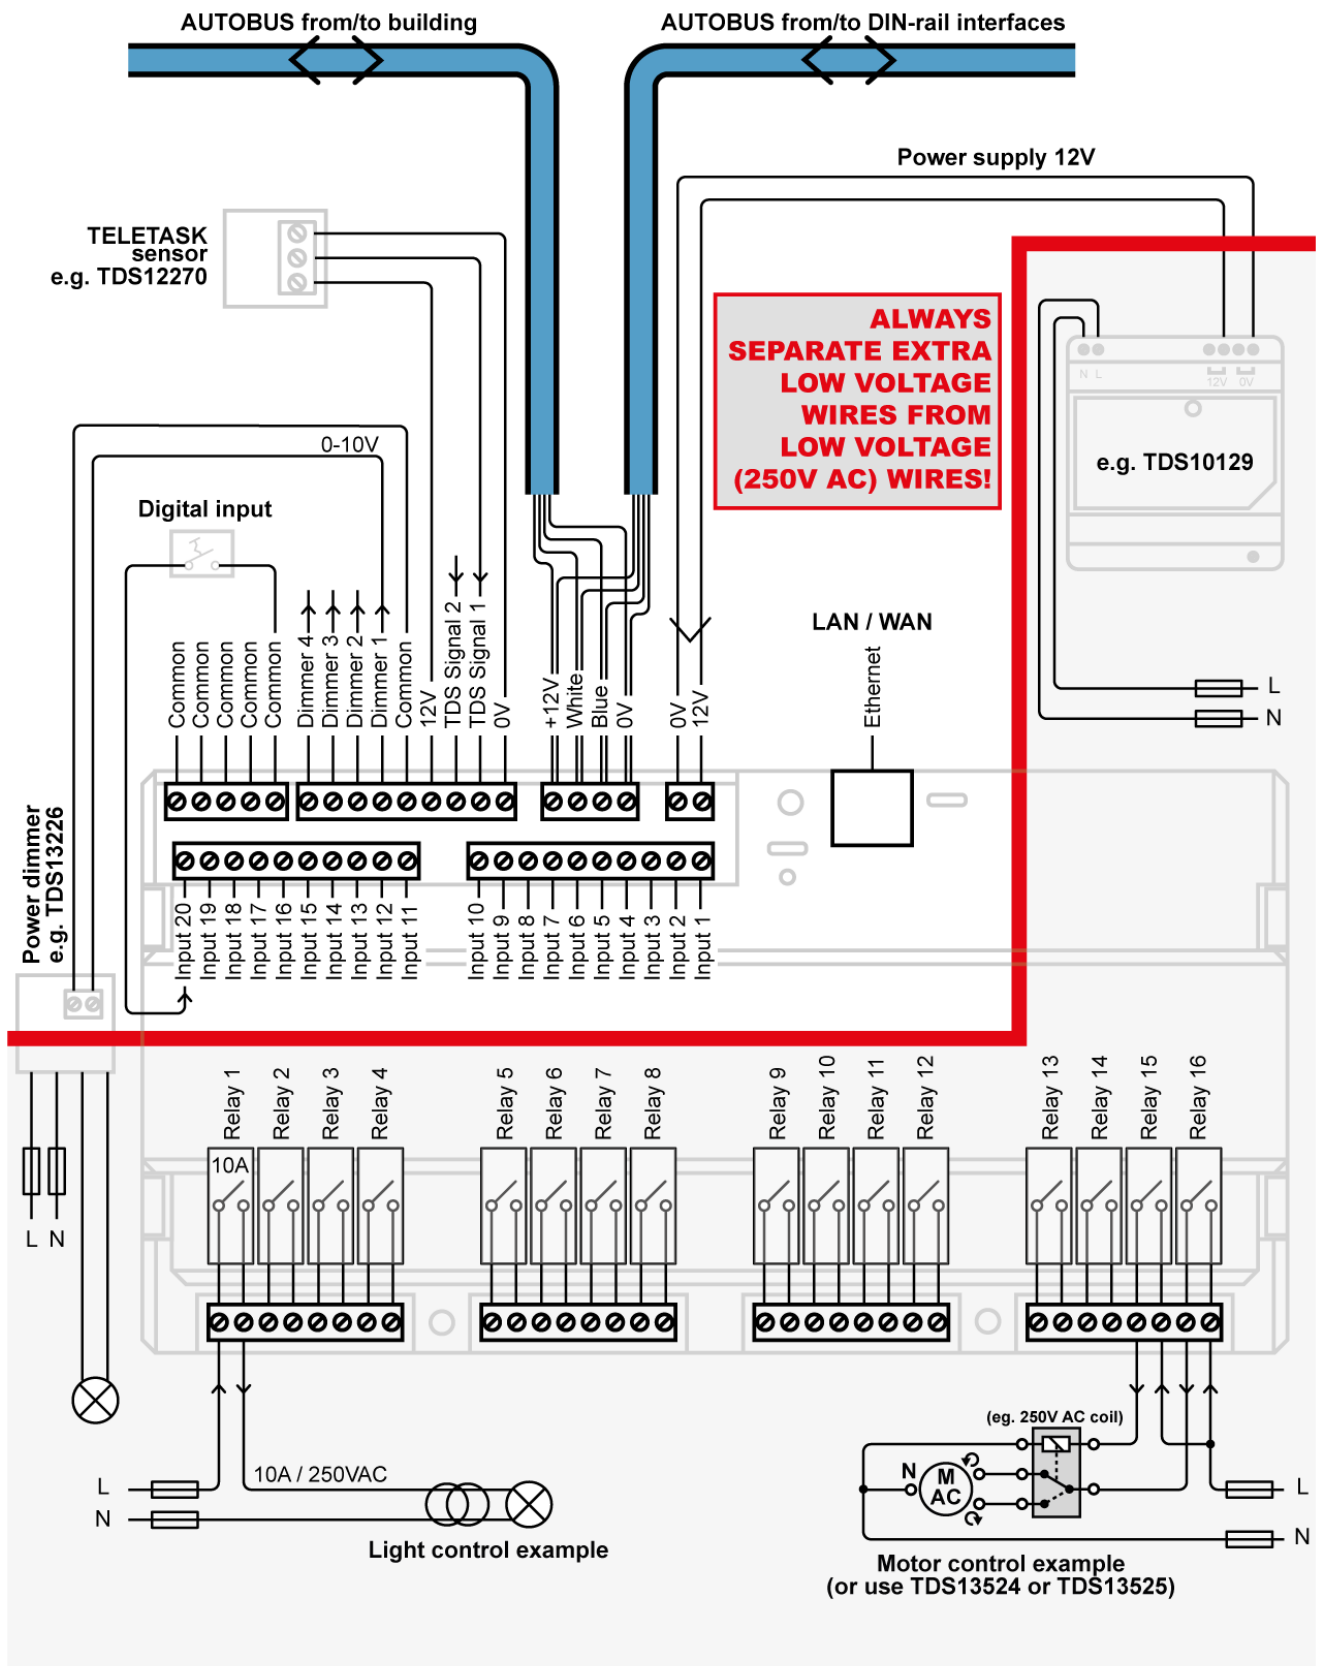 AUTOBUS from/to building
AUTOBUS from/to DIN-rail interfaces
Power supply 12V
TELETASK
sensor
e.g. TDS12270
ALWAYS
SEPARATE EXTRA
LOW VOLTAGE
WIRES FROM
LOW VOLTAGE
(250V AC) WIRES!
N L
12V 0V
e.g. TDS10129
0-10V
Digital input
LAN / WAN
Ethernet
L
N
Common
Common
Common
Common
Common
Dimmer 4
Dimmer 3
Dimmer 2
Dimmer 1
Common
12V
TDS Signal 2
TDS Signal 1
0V
+12V
White
Blue
0V
0V
12V
Power dimmer
e.g. TDS13226
Input 20
Input 19
Input 18
Input 17
Input 16
Input 15
Input 14
Input 13
Input 12
Input 11
Input 10
Input 9
Input 8
Input 7
Input 6
Input 5
Input 4
Input 3
Input 2
Input 1
Relay 1
Relay 2
Relay 3
Relay 4
Relay 5
Relay 6
Relay 7
Relay 8
Relay 9
Relay 10
Relay 11
Relay 12
Relay 13
Relay 14
Relay 15
Relay 16
10A
L N
(eg. 250V AC coil)
L
N
10A / 250VAC
Light control example
N
M
AC
L
N
Motor control example
(or use TDS13524 or TDS13525)